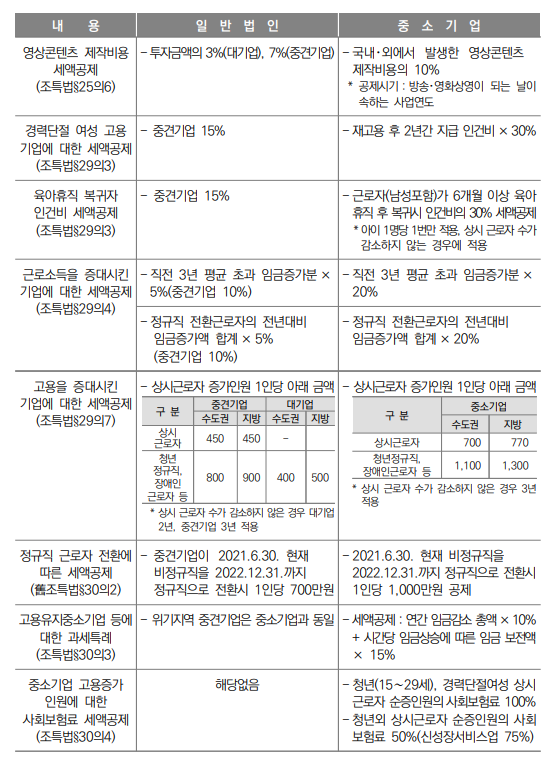 내 용
일 반 법 인
중 소 기 업
영상콘텐츠 제작비용
세액공제
(조특법§25의6)
- 투자금액의 3%(대기업), 7%(중견기업)
- 국내·외에서 발생한 영상콘텐츠
제작비용의 10%
* 공제시기 : 방송·영화상영이 되는 날이
속하는 사업연도
경력단절 여성 고용
기업에 대한 세액공제
(조특법§29의3)
- 중견기업 15%
- 재고용 후 2년간 지급 인건비 × 30%
육아휴직 복귀자
인건비 세액공제
(조특법§29의3)
- 중견기업 15%
- 근로자(남성포함)가 6개월 이상 육아
휴직 후 복귀시 인건비의 30% 세액공제
* 아이 1명당 1번만 적용, 상시 근로자 수가
감소하지 않는 경우에 적용
근로소득을 증대시킨
기업에 대한 세액공제
(조특법§29의4)
- 직전 3년 평균 초과 임금증가분 ×
5%(중견기업 10%)
- 직전 3년 평균 초과 임금증가분 ×
20%
- 정규직 전환근로자의 전년대비
임금증가액 합계 × 5%
(중견기업 10%)
- 정규직 전환근로자의 전년대비
임금증가액 합계 × 20%
고용을 증대시킨
기업에 대한 세액공제
(조특법§29의7)
- 상시근로자 증가인원 1인당 아래 금액
구 분 중견기업 대기업
수도권 지방 수도권 지방
상시
근로자 450 450 -
청년
정규직,
장애인
근로자 등 800 900 400 500
* 상시 근로자 수가 감소하지 않은 경우 대기업
2년, 중견기업 3년 적용
- 상시근로자 증가인원 1인당 아래 금액
구 분 중소기업
수도권 지방
상시근로자 700 770
청년정규직,
장애인근로자 등 1,100 1,300
* 상시 근로자 수가 감소하지 않은 경우 3년
적용
정규직 근로자 전환에
따른 세액공제
(舊조특법§30의2)
- 중견기업이 2021.6.30. 현재
비정규직을 2022.12.31.까지
정규직으로 전환시 1인당 700만원
- 2021.6.30. 현재 비정규직을
2022.12.31.까지 정규직으로 전환시
1인당 1,000만원 공제
고용유지중소기업 등에
대한 과세특례
(조특법§30의3)
- 위기지역 중견기업은 중소기업과 동일
- 세액공제 : 연간 임금감소 총액 × 10%
+ 시간당 임금상승에 따른 임금 보전액
× 15%
중소기업 고용증가
인원에 대한
사회보험료 세액공제
(조특법§30의4)
해당없음
- 청년(15~29세), 경력단절여성 상시
근로자 순증인원의 사회보험료 100%
- 청년외 상시근로자 순증인원의 사회
보험료 50%(신성장서비스업 75%)